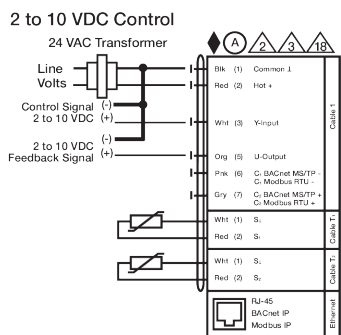 2 to 10 VDC Control
24 VAC Transformer
A 2 3 18
Line
Volts
Blk (1) Common ⊥
Red (2) Hot +
Control Signal (-)
2 to 10 VDC (+)
Wht (3) Y-Input
(-)
2 to 10 VDC (+)
Feedback Signal
Org (5) U-Output
Pnk (6) C₁ BACnet MS/TP -
C₁ Modbus RTU -
Gry (7) C₂ BACnet MS/TP +
C₂ Modbus RTU +
Cable 1
Wht (1) S₁
Red (2) S₁
Cable T₁
Wht (1) S₂
Red (2) S₂
Cable T₂
RJ-45
BACnet IP
Modbus IP
Ethernet